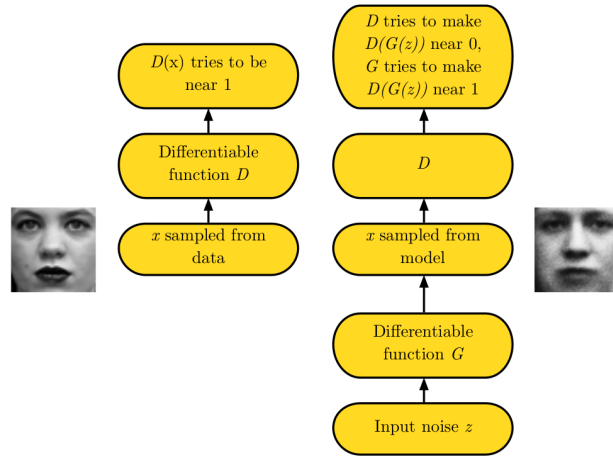 D(x) tries to be
near 1
Differentiable
function D
x sampled from
data
D tries to make
D(G(z)) near 0,
G tries to make
D(G(z)) near 1
D
x sampled from
model
Differentiable
function G
Input noise z